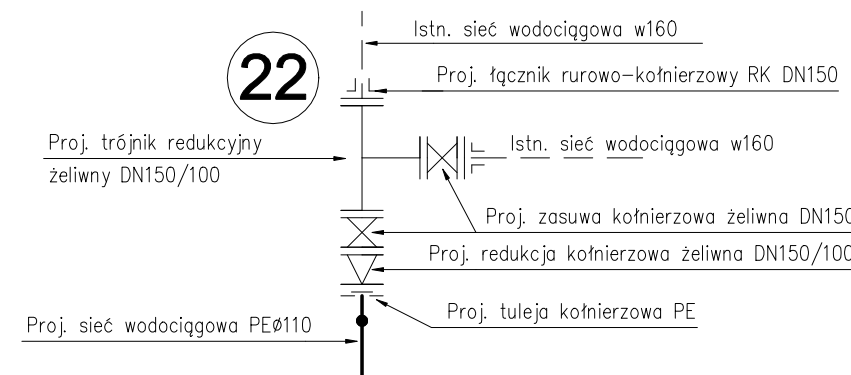 Istn. sieć wodociągowa w160
22
Proj. łącznik rurowo-kołnierzowy RK DN150
Proj. trójnik redukcyjny
żeliwny DN150/100
Istn. sieć wodociągowa w160
Proj. zasuwa kołnierzowa żeliwna DN150
Proj. redukcja kołnierzowa żeliwna DN150/100
Proj. tuleja kołnierzowa PE
Proj. sieć wodociągowa PEø110